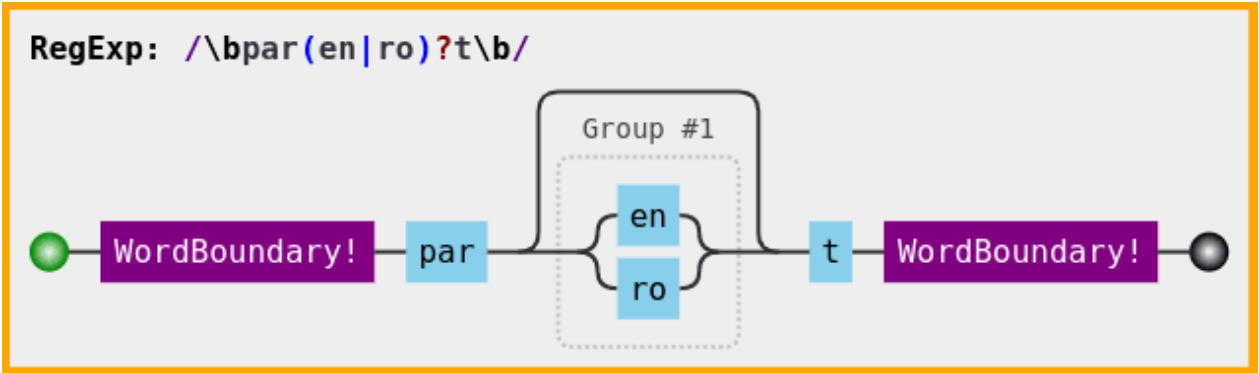 RegExp: /\bpar(en|ro)?t\b/
Group #1
en
WordBoundary! par t WordBoundary!
ro